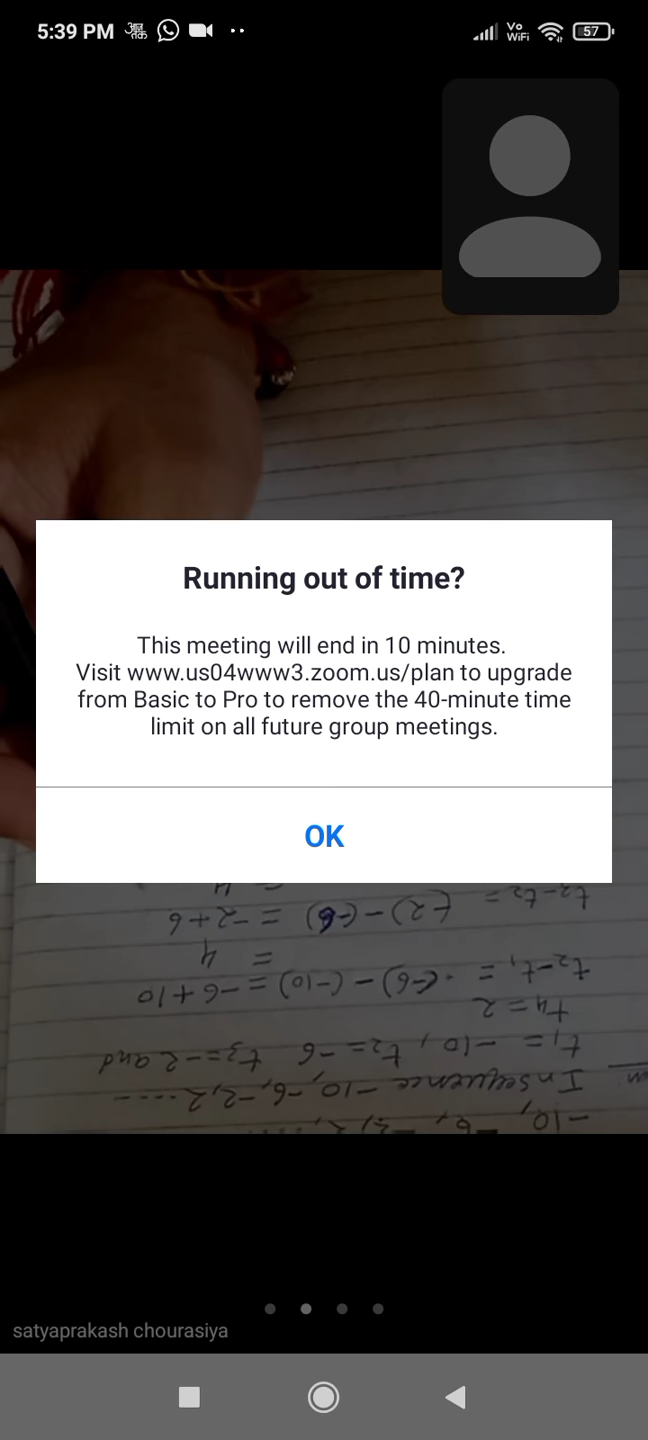 5:39 PM
Vo
WiFi
57
Running out of time?
This meeting will end in 10 minutes.
Visit www.us04www3.zoom.us/plan to upgrade
from Basic to Pro to remove the 40-minute time
limit on all future group meetings.
OK
-10, -6, -2, 2, ....
In sequence -10, -6, -2, 2 ....
t₁ = -10, t₂ = -6 t₃ = -2 and
t₄ = 2
t₂-t₁ = (-6) - (-10) = -6+10
= 4
(-2) - (-6) = -2+6
= 4
satyaprakash chourasiya